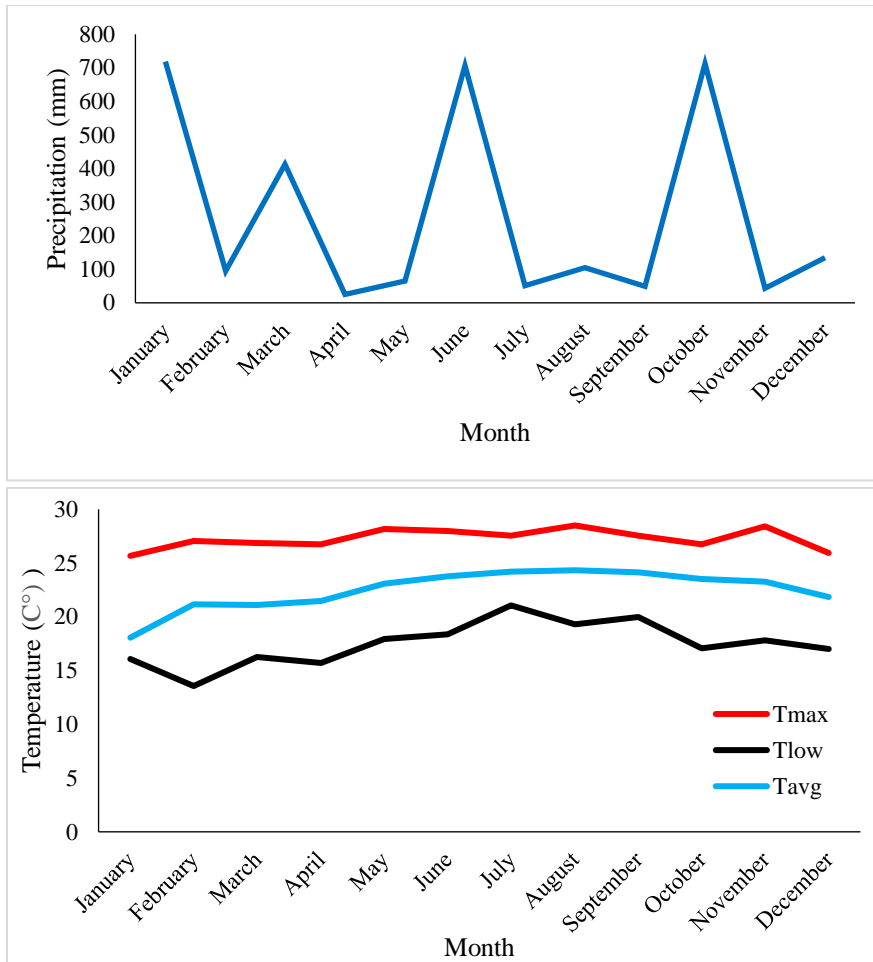 800
700
600
500
400
300
200
100
0
Precipitation (mm)
January
February
March
April
May
June
July
August
September
October
November
December
Month
30
25
20
15
10
5
0
Temperature (C°) )
Tmax
Tlow
Tavg
January
February
March
April
May
June
July
August
September
October
November
December
Month